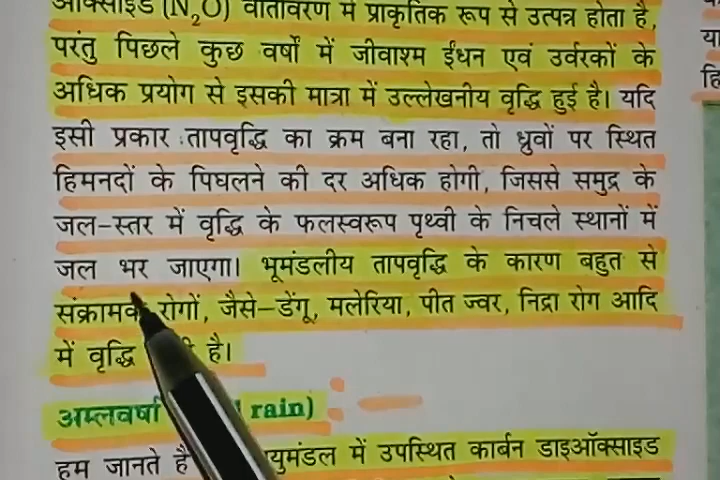 ऑक्साइड (N₂O) वातावरण में प्राकृतिक रूप से उत्पन्न होता है,
परंतु पिछले कुछ वर्षों में जीवाश्म ईंधन एवं उर्वरकों के
अधिक प्रयोग से इसकी मात्रा में उल्लेखनीय वृद्धि हुई है। यदि
इसी प्रकार तापवृद्धि का क्रम बना रहा, तो ध्रुवों पर स्थित
हिमनदों के पिघलने की दर अधिक होगी, जिससे समुद्र के
जल-स्तर में वृद्धि के फलस्वरूप पृथ्वी के निचले स्थानों में
जल भर जाएगा। भूमंडलीय तापवृद्धि के कारण बहुत से
संक्रामक रोगों, जैसे–डेंगू, मलेरिया, पीत ज्वर, निद्रा रोग आदि
में वृद्धि है।
अम्लवर्षा rain)
हम जानते में उपस्थित कार्बन डाइऑक्साइड